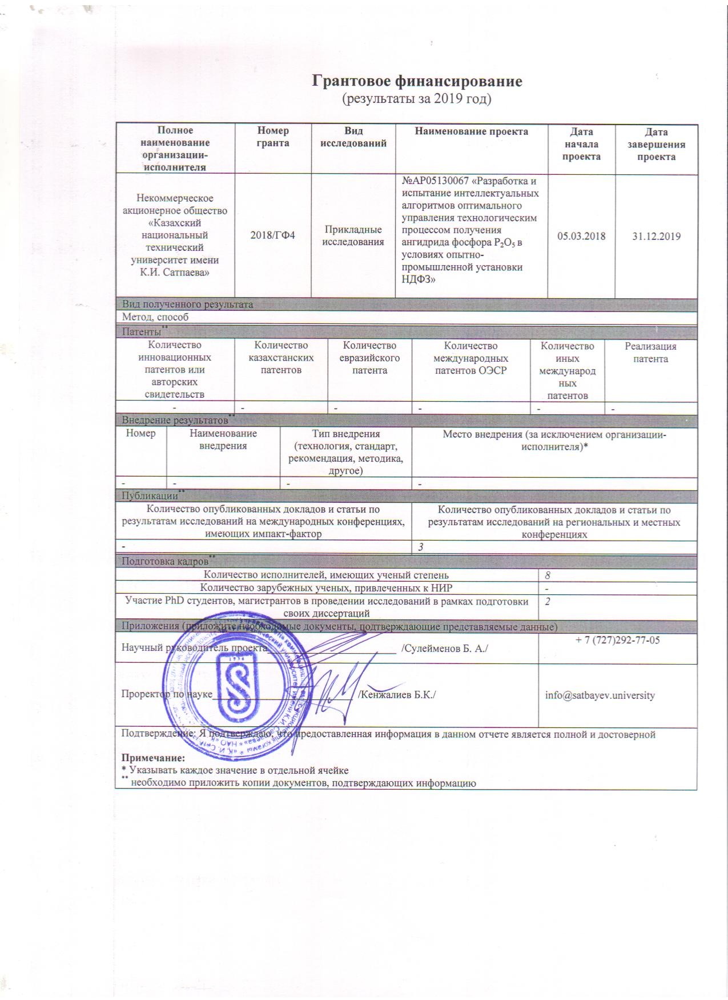 Грантовое финансирование
(результаты за 2019 год)
Полное
наименование
организации-
исполнителя
Номер
гранта
Вид
исследований
Наименование проекта
Дата
начала
проекта
Дата
завершения
проекта
Некоммерческое
акционерное общество
«Казахский
национальный
технический
университет имени
К.И. Сатпаева»
2018/ГФ4
Прикладные
исследования
№АР05130067 «Разработка и
испытание интеллектуальных
алгоритмов оптимального
управления технологическим
процессом получения
ангидрида фосфора P₂O₅ в
условиях опытно-
промышленной установки
НДФЗ»
05.03.2018
31.12.2019
Вид полученного результата
Метод, способ
Патенты**
Количество
инновационных
патентов или
авторских
свидетельств
Количество
казахстанских
патентов
Количество
евразийского
патента
Количество
международных
патентов ОЭСР
Количество
иных
международ
ных
патентов
Реализация
патента
- - - - - -
Внедрение результатов**
Номер
Наименование
внедрения
Тип внедрения
(технология, стандарт,
рекомендация, методика,
другое)
Место внедрения (за исключением организации-
исполнителя)*
- - - -
Публикации**
Количество опубликованных докладов и статьи по
результатам исследований на международных конференциях,
имеющих импакт-фактор
Количество опубликованных докладов и статьи по
результатам исследований на региональных и местных
конференциях
- 3
Подготовка кадров**
Количество исполнителей, имеющих ученый степень 8
Количество зарубежных ученых, привлеченных к НИР -
Участие PhD студентов, магистрантов в проведении исследований в рамках подготовки
своих диссертаций
2
Приложения (приложите необходимые документы, подтверждающие представляемые данные)
Научный руководитель проекта_______________________ /Сулейменов Б. А./
+ 7 (727)292-77-05
Проректор по науке_________________________ /Кенжалиев Б.К./
info@satbayev.university
1934
Подтверждение: Я подтверждаю, что предоставленная информация в данном отчете является полной и достоверной
Примечание:
* Указывать каждое значение в отдельной ячейке
** необходимо приложить копии документов, подтверждающих информацию